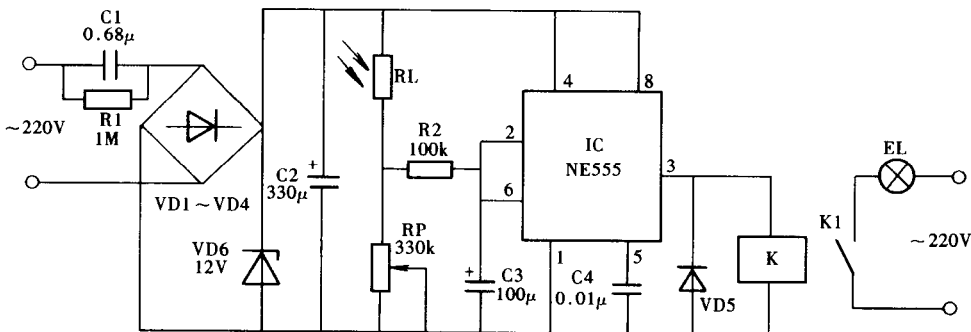 C1
0.68μ
R1
1M
~220V
VD1~VD4
VD6
12V
C2
330μ
+
RL
R2
100k
RP
330k
+
C3
100μ
2
6
4
8
IC
NE555
3
1
5
C4
0.01μ
VD5
K
K1
EL
~220V